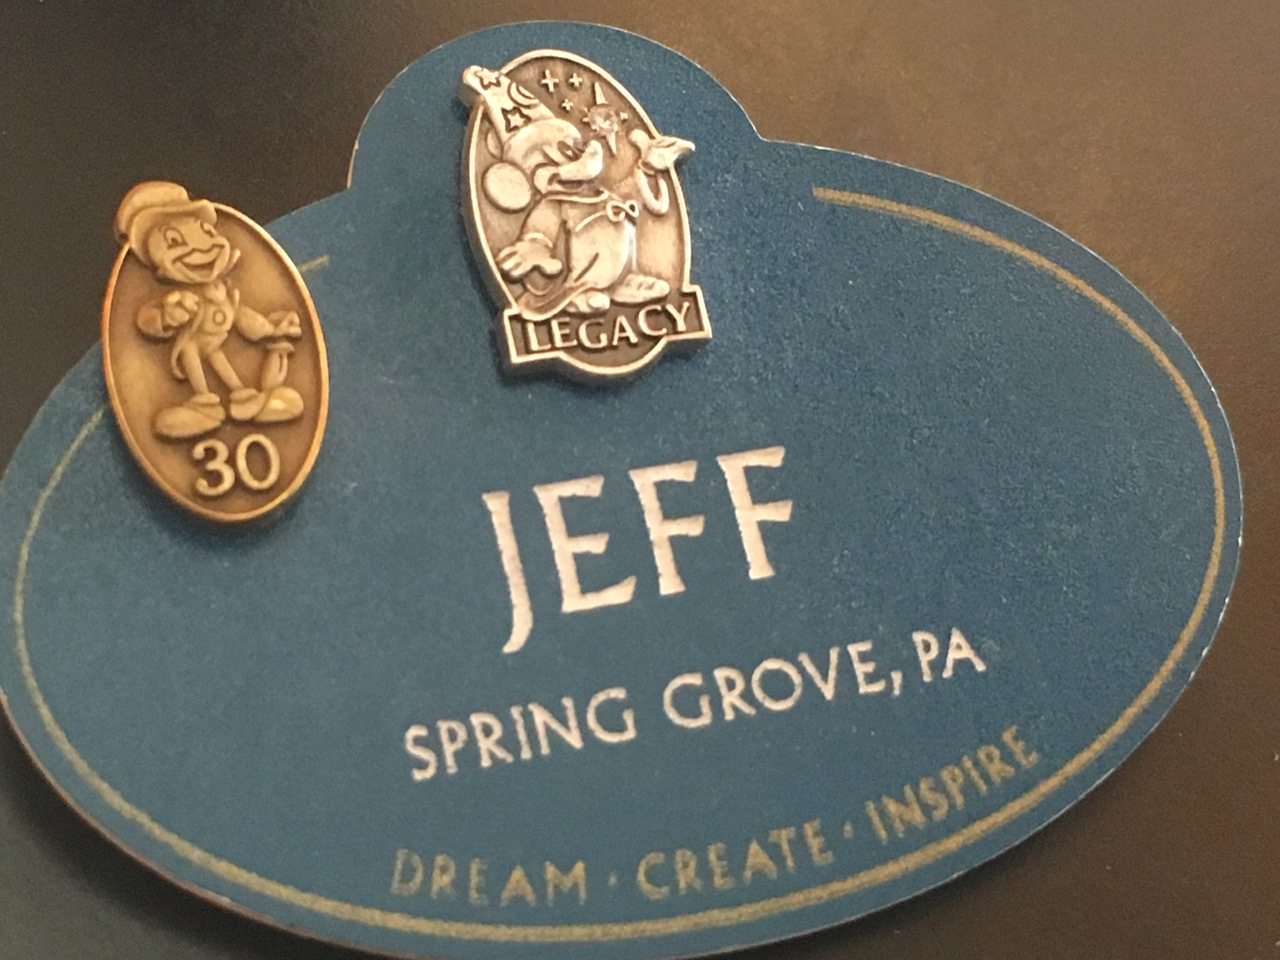 LEGACY
30
JEFF
SPRING GROVE, PA
DREAM · CREATE · INSPIRE